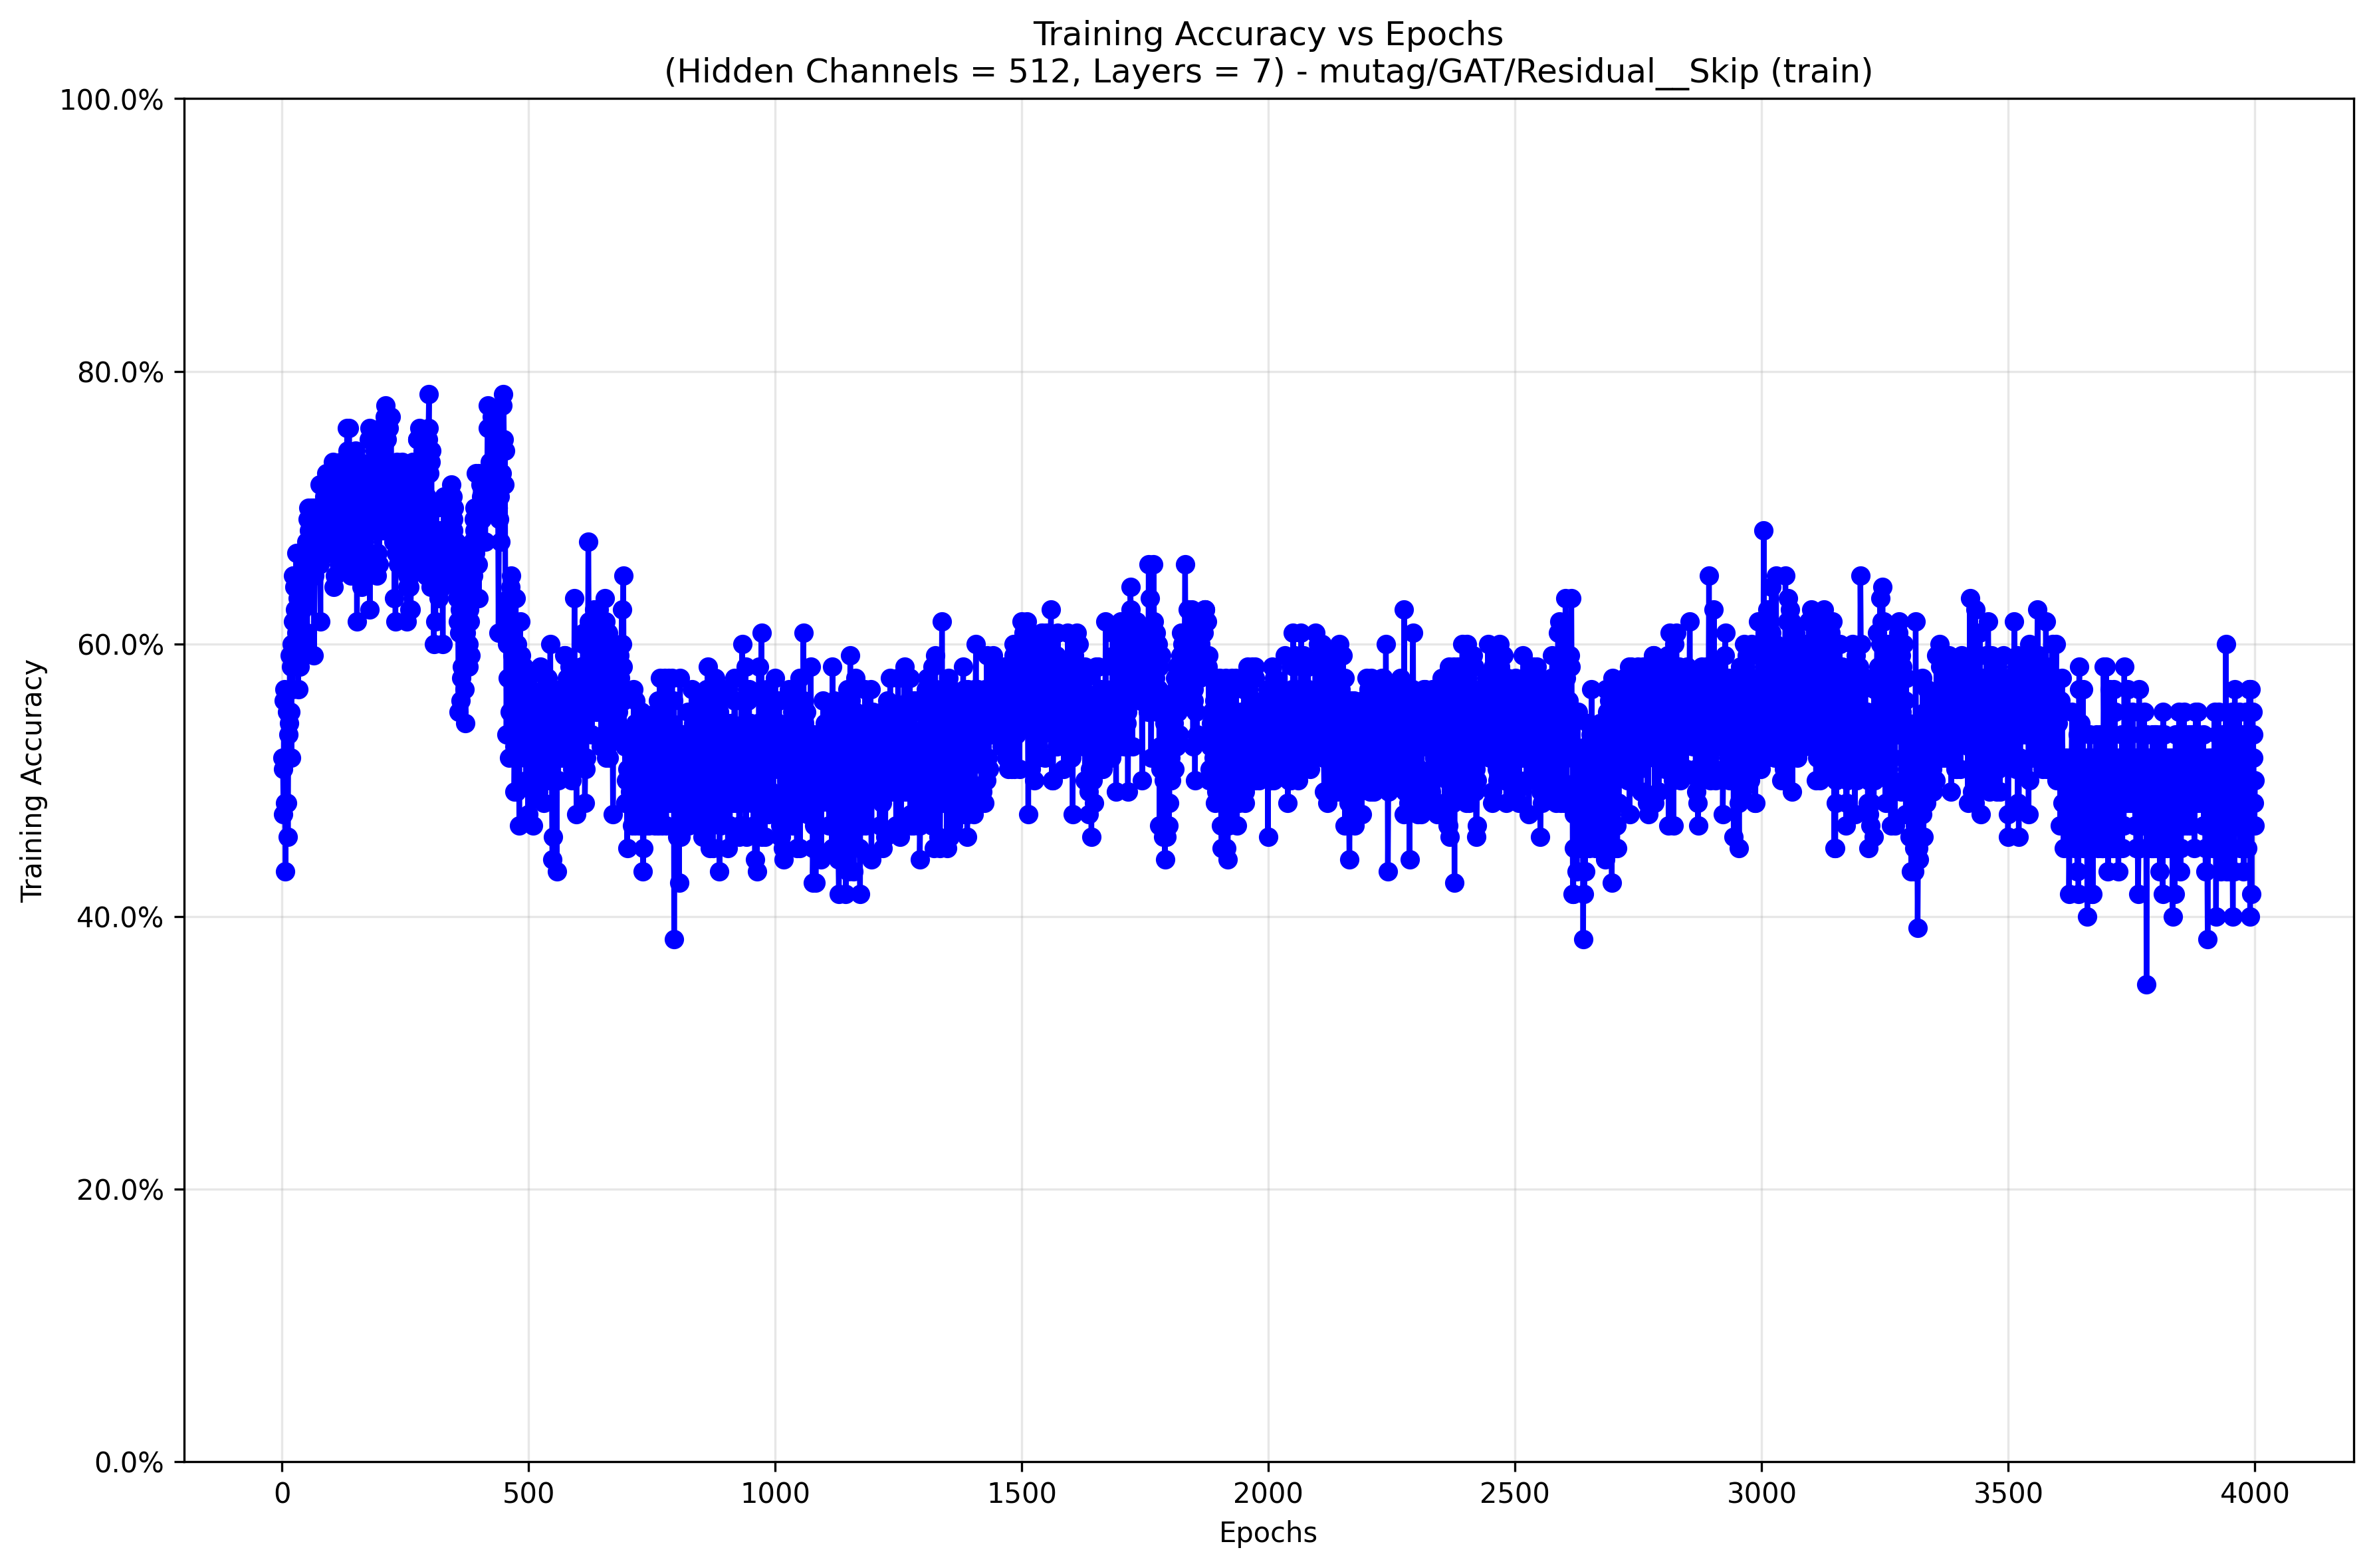 Training Accuracy vs Epochs
(Hidden Channels = 512, Layers = 7) - mutag/GAT/Residual__Skip (train)
100.0%
80.0%
60.0%
40.0%
20.0%
0.0%
Training Accuracy
0 500 1000 1500 2000 2500 3000 3500 4000
Epochs